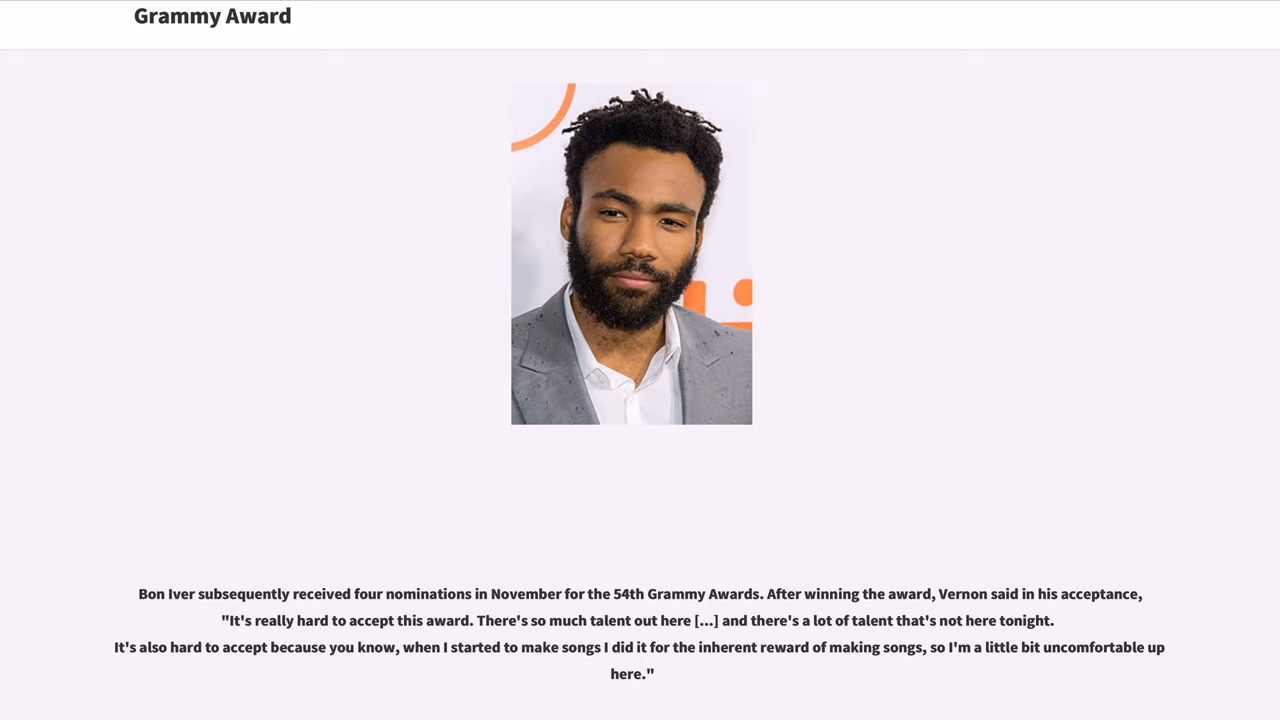 Grammy Award
Bon Iver subsequently received four nominations in November for the 54th Grammy Awards. After winning the award, Vernon said in his acceptance,
"It's really hard to accept this award. There's so much talent out here [...] and there's a lot of talent that's not here tonight.
It's also hard to accept because you know, when I started to make songs I did it for the inherent reward of making songs, so I'm a little bit uncomfortable up
here."